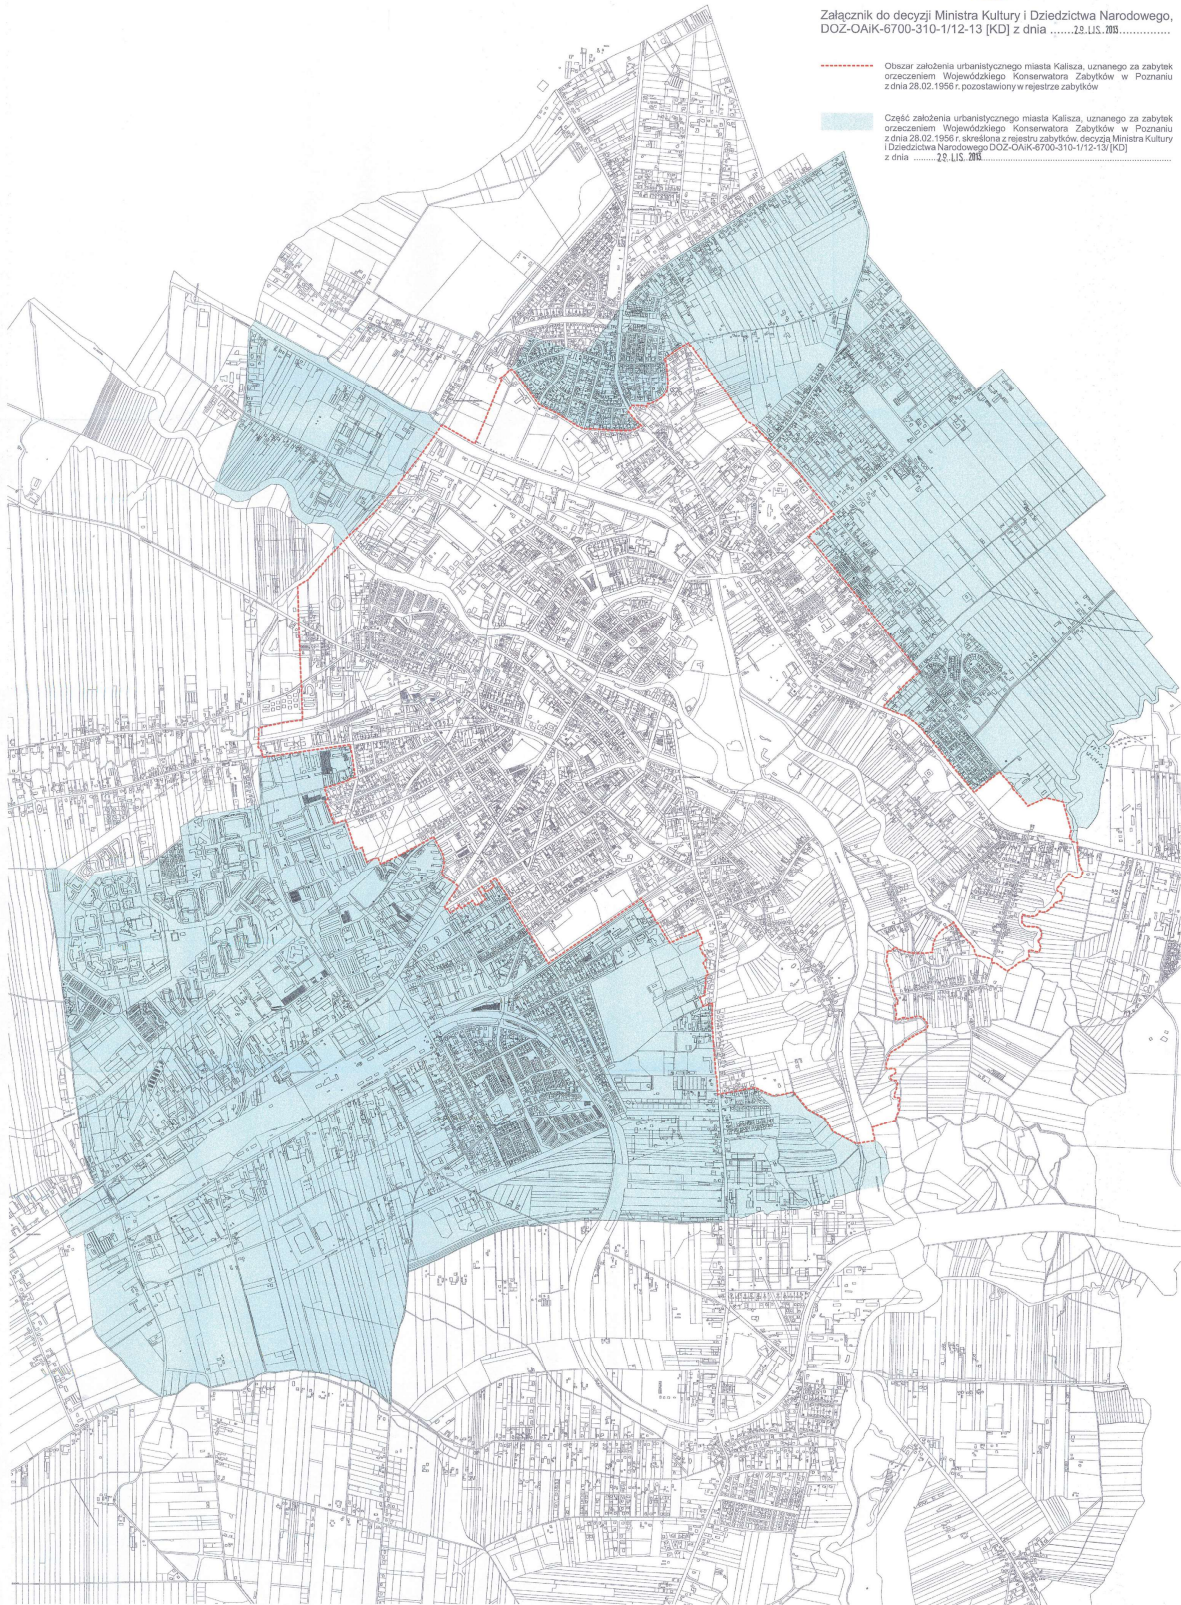 Załącznik do decyzji Ministra Kultury i Dziedzictwa Narodowego,
DOZ-OAiK-6700-310-1/12-13 [KD] z dnia ........29. LIS. 2013................
Obszar założenia urbanistycznego miasta Kalisza, uznanego za zabytek
orzeczeniem Wojewódzkiego Konserwatora Zabytków w Poznaniu
z dnia 28.02.1956 r. pozostawiony w rejestrze zabytków
Część założenia urbanistycznego miasta Kalisza, uznanego za zabytek
orzeczeniem Wojewódzkiego Konserwatora Zabytków w Poznaniu
z dnia 28.02.1956 r. skreślona z rejestru zabytków, decyzją Ministra Kultury
i Dziedzictwa Narodowego DOZ-OAiK-6700-310-1/12-13/ [KD]
z dnia ........29. LIS. 2013................